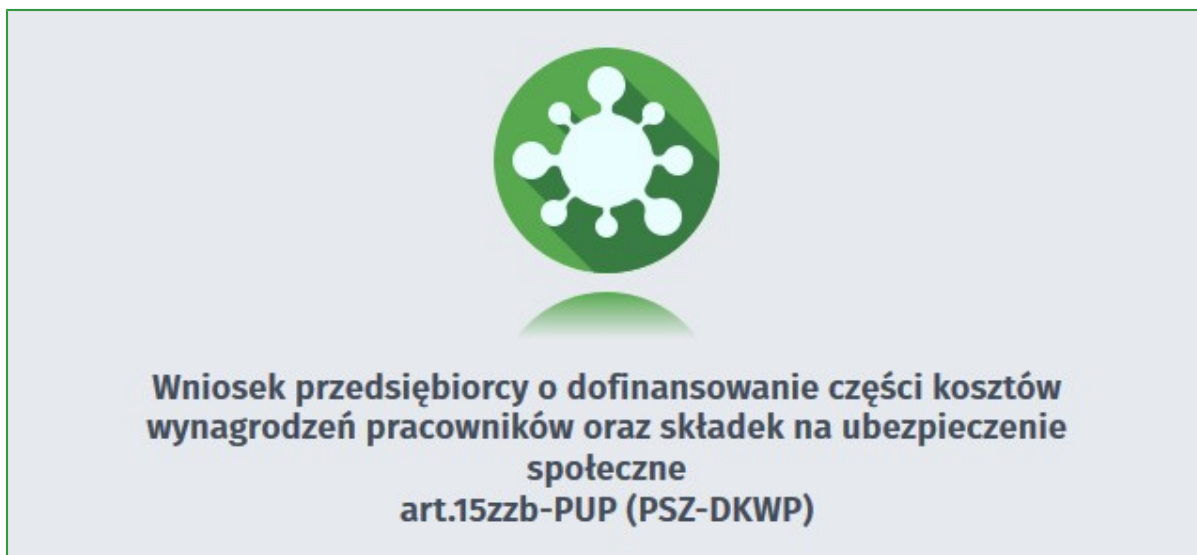 Wniosek przedsiębiorcy o dofinansowanie części kosztów
wynagrodzeń pracowników oraz składek na ubezpieczenie
społeczne
art.15zzb-PUP (PSZ-DKWP)